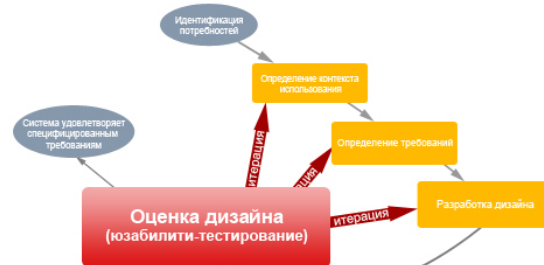 Идентификация
потребностей
Определение контекста
использования
Система удовлетворяет
специфицированным
требованиям
Определение требований
итерация
рация
итерация
Разработка дизайна
Оценка дизайна
(юзабилити-тестирование)